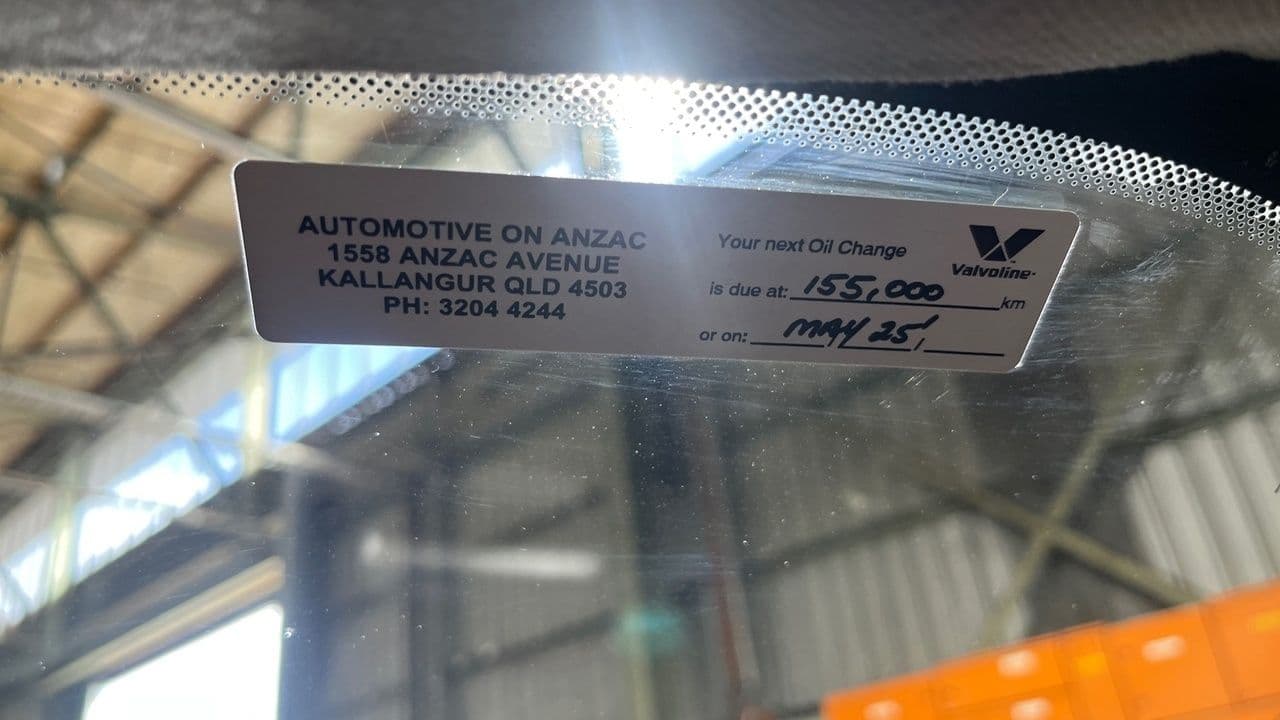 AUTOMOTIVE ON ANZAC
1558 ANZAC AVENUE
KALLANGUR QLD 4503
PH: 3204 4244
Your next Oil Change
is due at: 155,000 km
or on: MAY 25'
Valvoline™